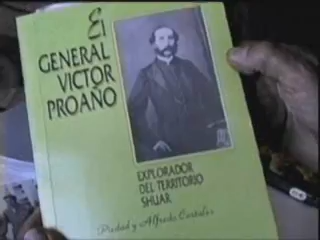 El
GENERAL
VICTOR
PROAÑO
EXPLORADOR
DEL TERRITORIO
SHUAR
Piedad y Alfredo Costales